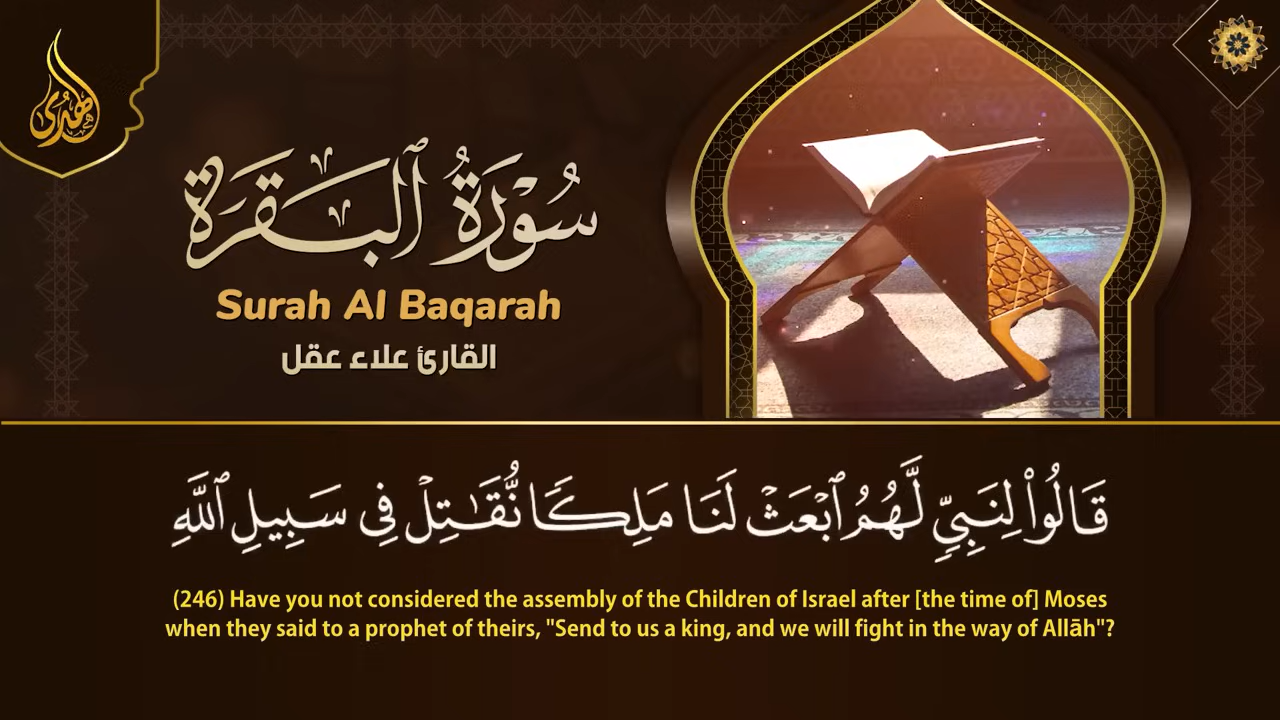 الهدى
سُورَةُ ٱلْبَقَرَة
Surah Al Baqarah
القارئ علاء عقل
قَالُوا۟ لِنَبِىٍّ لَّهُمُ ٱبْعَثْ لَنَا مَلِكًا نُّقَـٰتِلْ فِى سَبِيلِ ٱللَّهِ
(246) Have you not considered the assembly of the Children of Israel after [the time of] Moses
when they said to a prophet of theirs, "Send to us a king, and we will fight in the way of Allāh"?